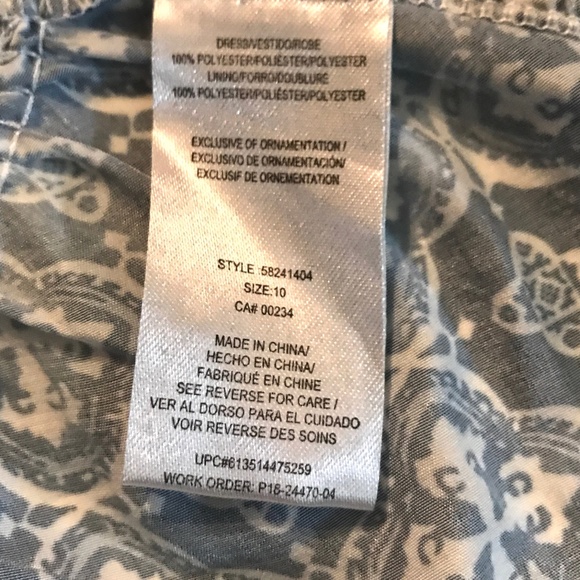 DRESS/VESTIDO/ROBE
100% POLYESTER/POLIÉSTER/POLYESTER
LINING/FORRO/DOUBLURE
100% POLYESTER/POLIÉSTER/POLYESTER
EXCLUSIVE OF ORNAMENTATION /
EXCLUSIVO DE ORNAMENTACIÓN/
EXCLUSIF DE ORNEMENTATION
STYLE :58241404
SIZE:10
CA# 00234
MADE IN CHINA/
HECHO EN CHINA/
FABRIQUÉ EN CHINE
SEE REVERSE FOR CARE /
VER AL DORSO PARA EL CUIDADO
VOIR REVERSE DES SOINS
UPC#613514475259
WORK ORDER: P16-24470-04